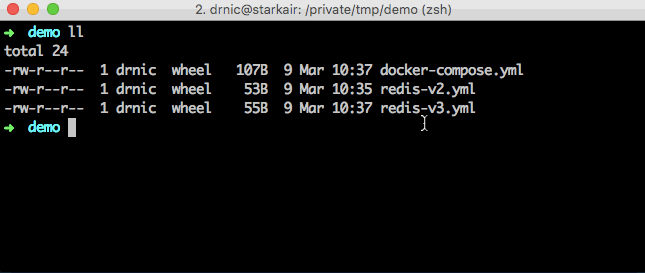 2. drnic@starkair: /private/tmp/demo (zsh)
➜ demo ll
total 24
-rw-r--r-- 1 drnic wheel 107B 9 Mar 10:37 docker-compose.yml
-rw-r--r-- 1 drnic wheel 53B 9 Mar 10:35 redis-v2.yml
-rw-r--r-- 1 drnic wheel 55B 9 Mar 10:37 redis-v3.yml
➜ demo